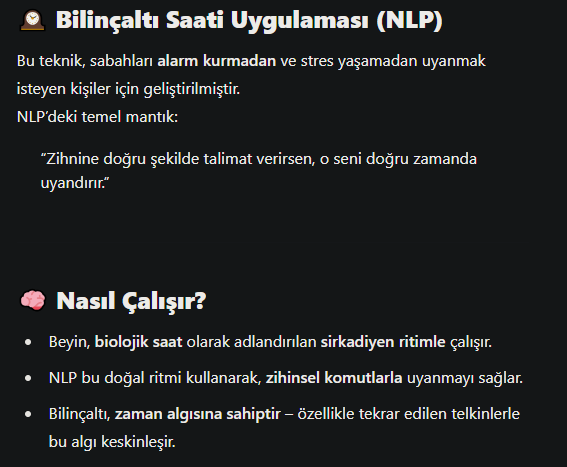 🕰️ Bilinçaltı Saati Uygulaması (NLP)
Bu teknik, sabahları alarm kurmadan ve stres yaşamadan uyanmak
isteyen kişiler için geliştirilmiştir.
NLP’deki temel mantık:
“Zihnine doğru şekilde talimat verirsen, o seni doğru zamanda
uyandırır.”
🧠 Nasıl Çalışır?
• Beyin, biyolojik saat olarak adlandırılan sirkadiyen ritimle çalışır.
• NLP bu doğal ritmi kullanarak, zihinsel komutlarla uyanmayı sağlar.
• Bilinçaltı, zaman algısına sahiptir – özellikle tekrar edilen telkinlerle
bu algı keskinleşir.